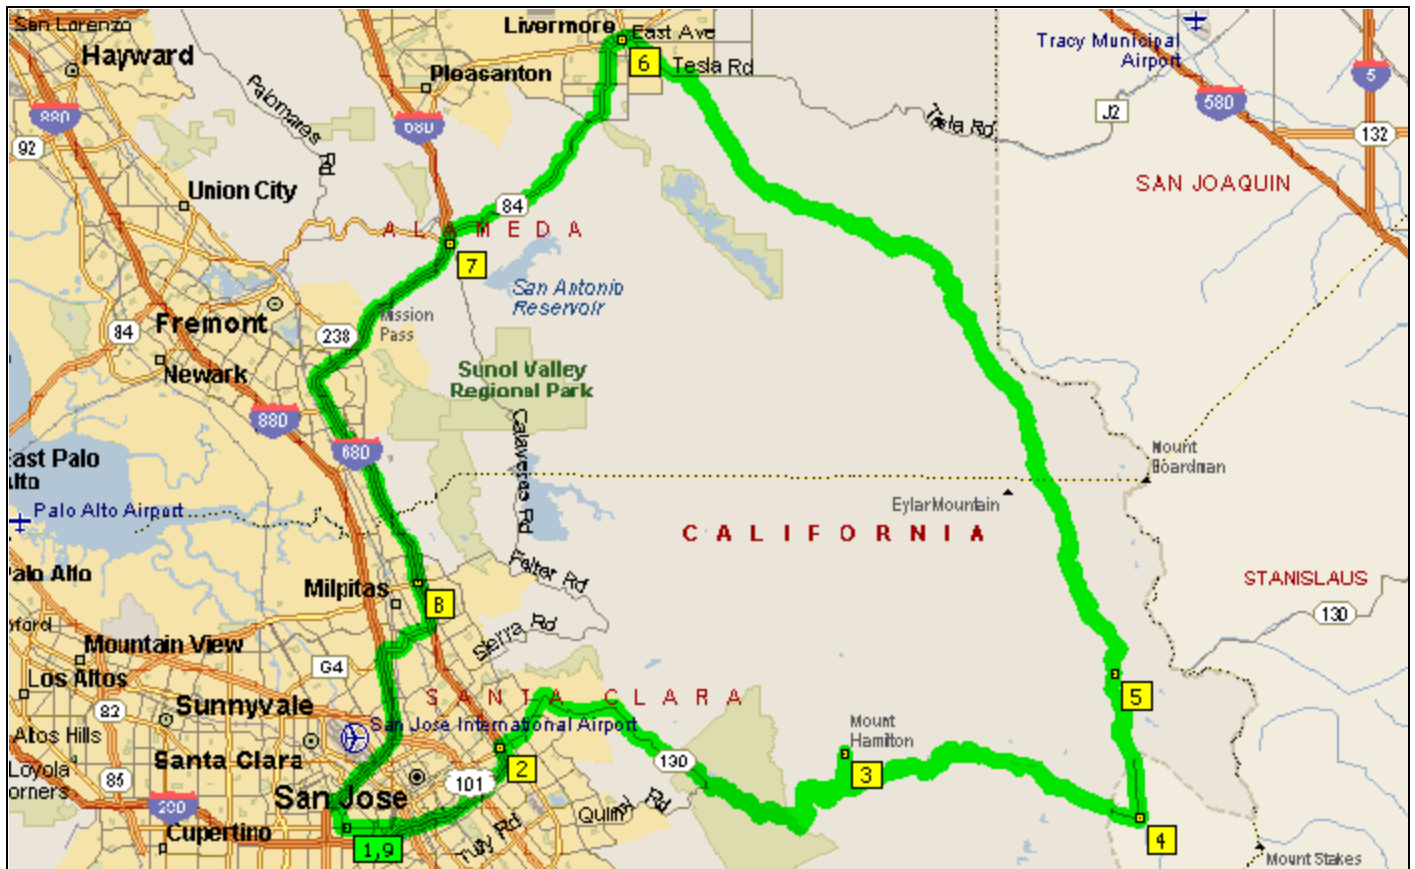 San Lorenzo
Hayward
880
92
Palomares Rd
Union City
Livermore
East Ave
6
Tesla Rd
Pleasanton
680
Tesla Rd
J2
Tracy Municipal
Airport
580
5
132
SAN JOAQUIN
84
ALAMEDA
7
San Antonio
Reservoir
Mission
Pass
238
Fremont
84
Newark
880
680
Sunol Valley
Regional Park
Calaveras Rd
East Palo
Alto
Palo Alto Airport
Palo Alto
Mount
Boardman
Eylar Mountain
CALIFORNIA
STANISLAUS
130
Felter Rd
Milpitas
8
Sierra Rd
Mountain View
Los Altos
G4
82
Sunnyvale
SANTA CLARA
San Jose International Airport
Altos Hills
Santa Clara
Loyola
Corners
85
280
Cupertino
San Jose
101
2
1,9
Tully Rd
Quimby Rd
130
Mount
Hamilton
3
4
5
Mount Stakes